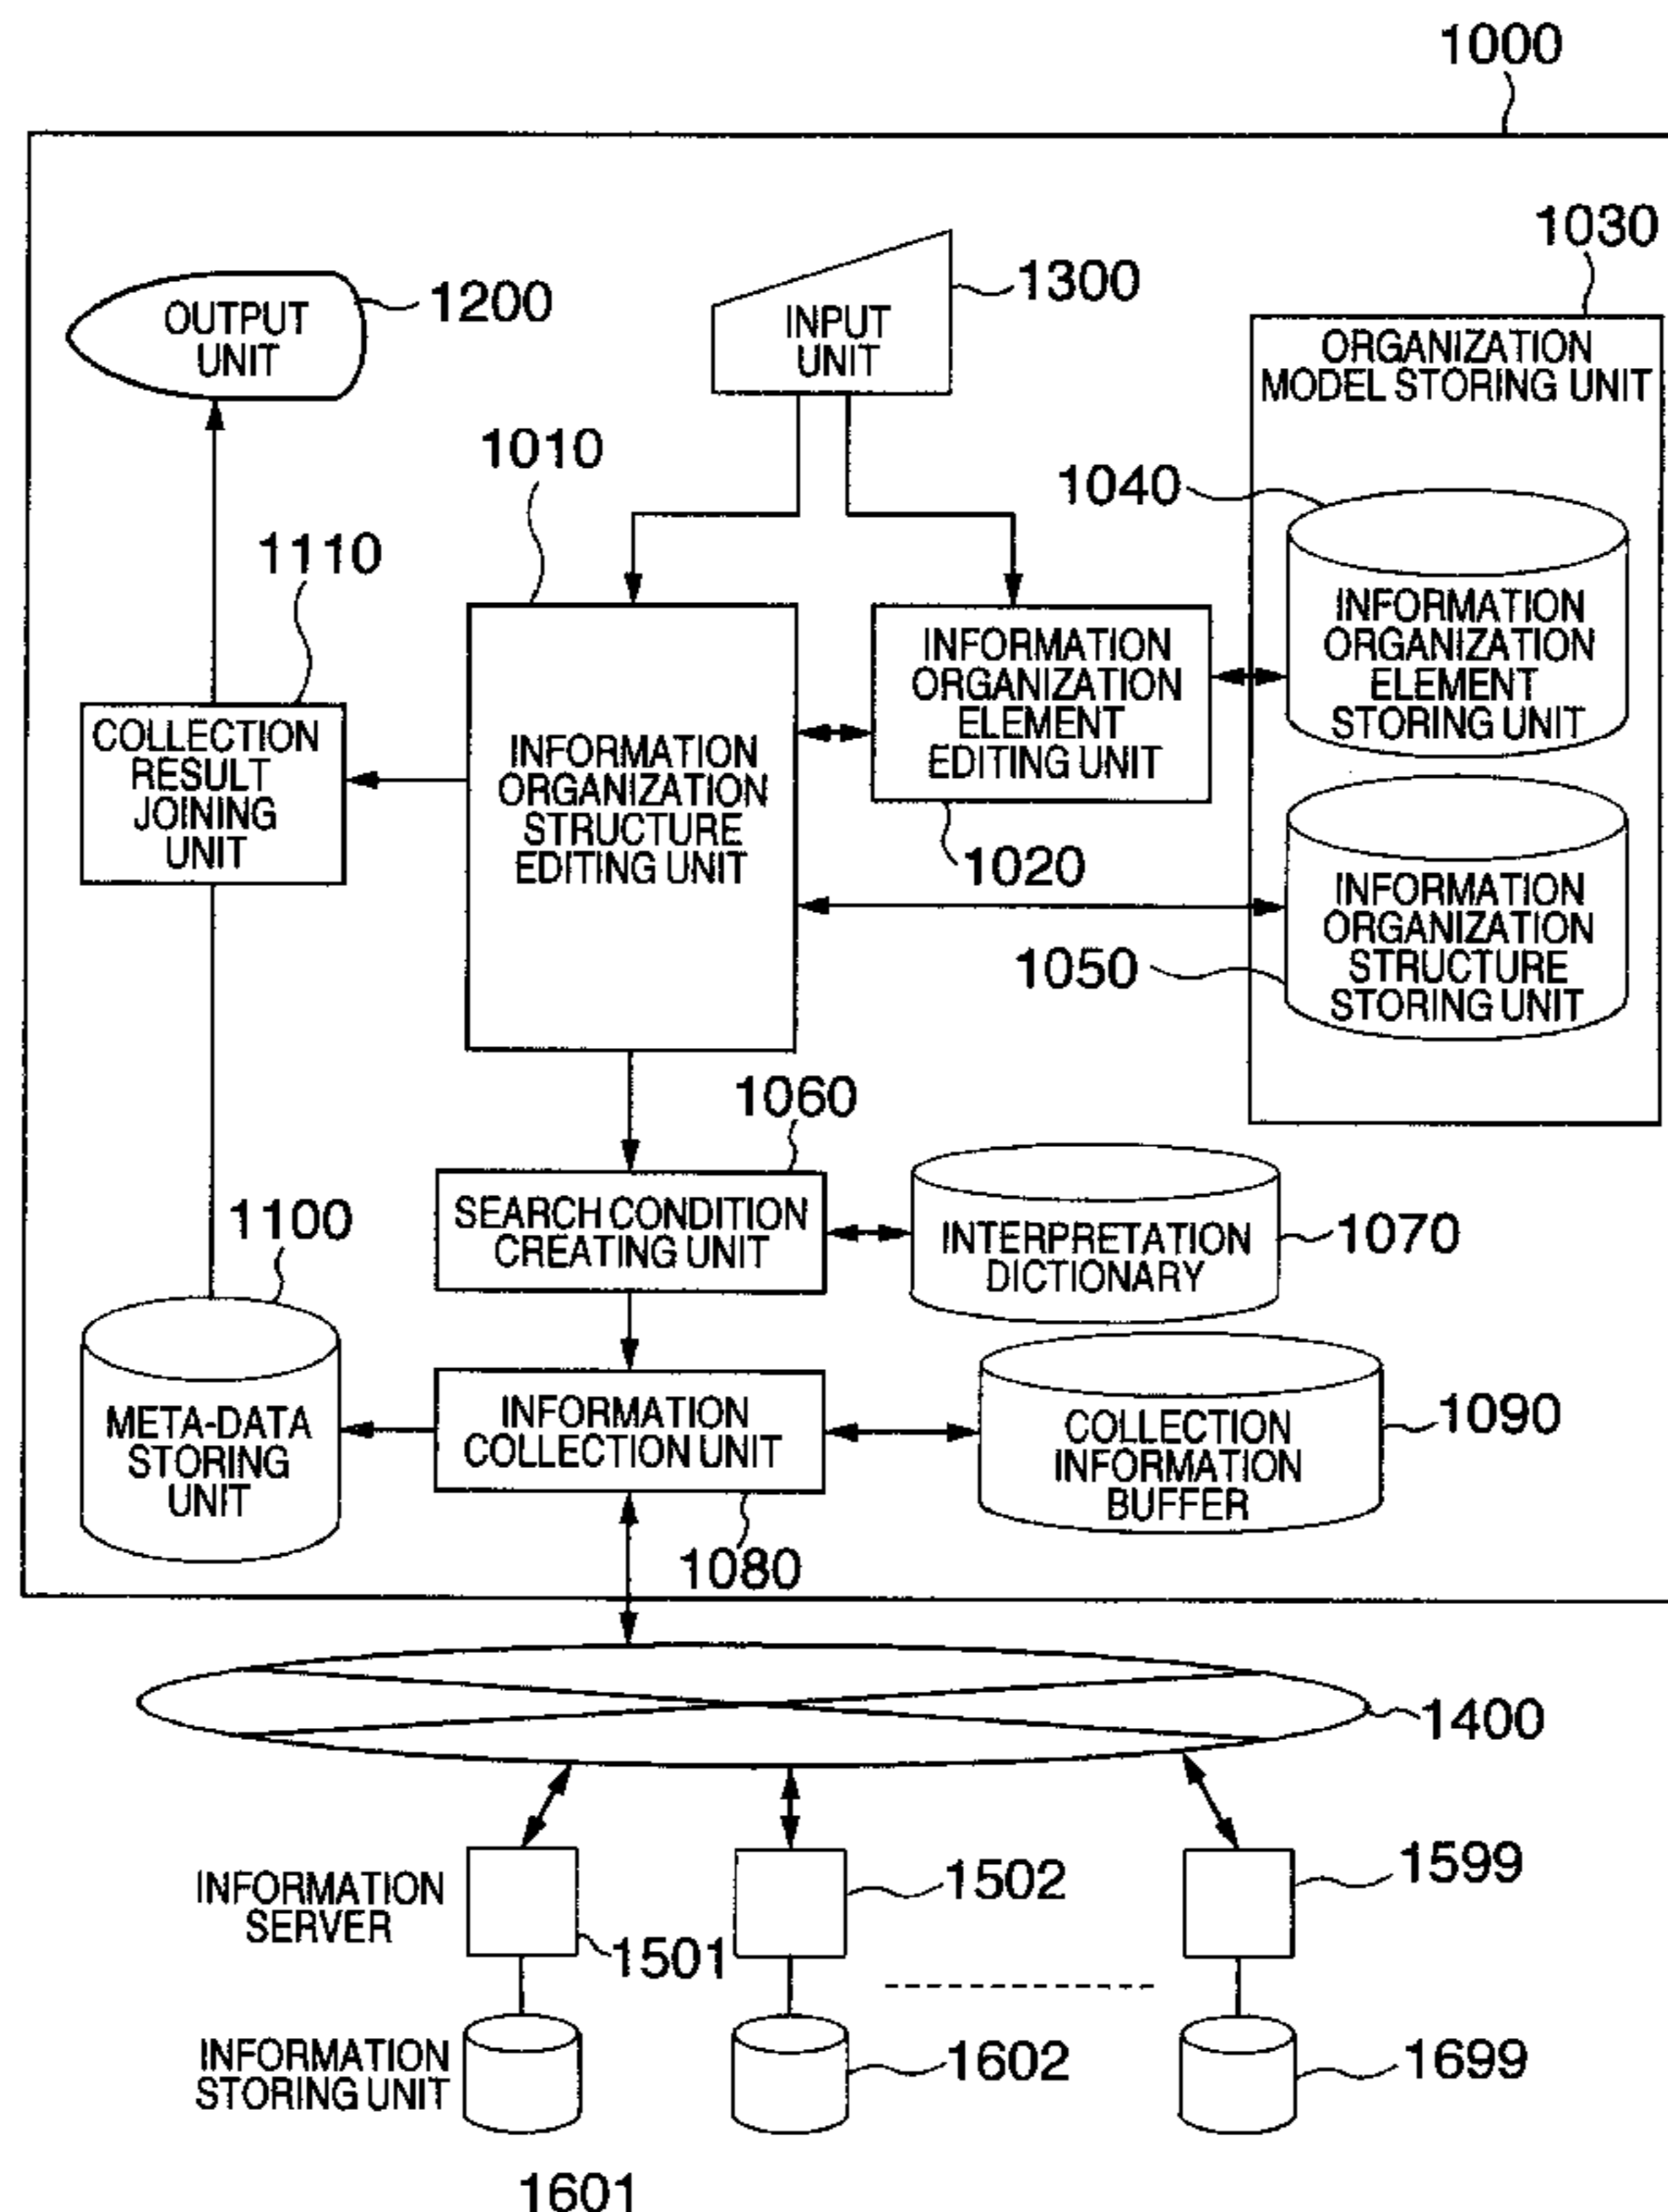 1000
1030
1200
OUTPUT
UNIT
1300
INPUT
UNIT
ORGANIZATION
MODEL STORING UNIT
1010
1040
1110
INFORMATION
ORGANIZATION
ELEMENT
STORING UNIT
INFORMATION
ORGANIZATION
ELEMENT
EDITING UNIT
COLLECTION
RESULT
JOINING
UNIT
INFORMATION
ORGANIZATION
STRUCTURE
EDITING UNIT
1020
INFORMATION
ORGANIZATION
STRUCTURE
STORING UNIT
1050
1060
SEARCH CONDITION
CREATING UNIT
INTERPRETATION
DICTIONARY
1070
1100
META-DATA
STORING
UNIT
INFORMATION
COLLECTION UNIT
COLLECTION
INFORMATION
BUFFER
1090
1080
1400
INFORMATION
SERVER
1501
1502
1599
INFORMATION
STORING UNIT
1602
1699
1601